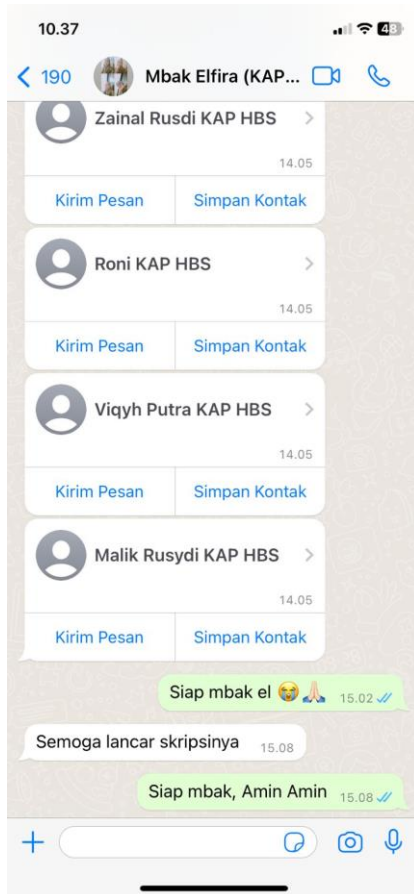 10.37
48
190 Mbak Elfira (KAP...
Zainal Rusdi KAP HBS
14.05
Kirim Pesan Simpan Kontak
Roni KAP HBS
14.05
Kirim Pesan Simpan Kontak
Viqyh Putra KAP HBS
14.05
Kirim Pesan Simpan Kontak
Malik Rusydi KAP HBS
14.05
Kirim Pesan Simpan Kontak
Siap mbak el 😭🙏🏻 15.02
Semoga lancar skripsinya 15.08
Siap mbak, Amin Amin 15.08